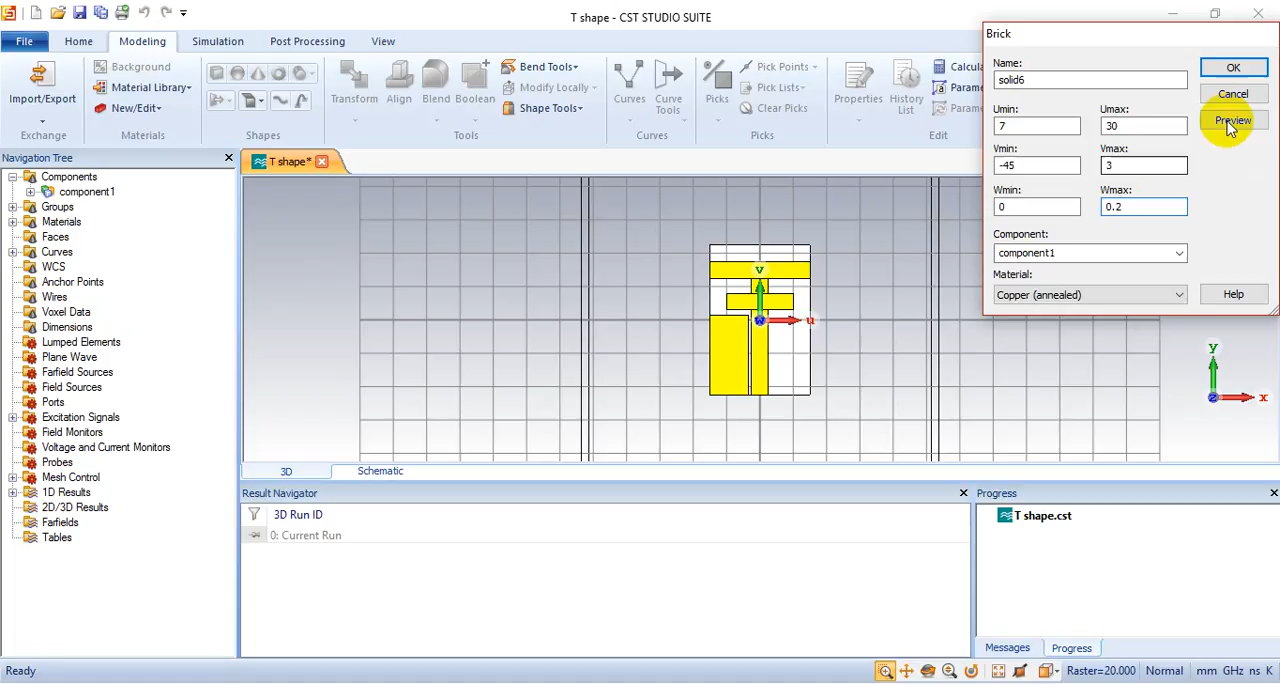 T shape - CST STUDIO SUITE
File
Home
Modeling
Simulation
Post Processing
View
Import/Export
Exchange
Background
Material Library
New/Edit
Materials
Shapes
Transform
Align
Blend
Boolean
Bend Tools
Modify Locally
Shape Tools
Tools
Curves
Curve Tools
Curves
Picks
Pick Points
Pick Lists
Clear Picks
Picks
Properties
History List
Edit
Brick
Name:
solid6
OK
Cancel
Preview
Umin:
Umax:
7
30
Vmin:
Vmax:
-45
3
Wmin:
Wmax:
0
0.2
Component:
component1
Material:
Copper (annealed)
Help
Navigation Tree
Components
component1
Groups
Materials
Faces
Curves
WCS
Anchor Points
Wires
Voxel Data
Dimensions
Lumped Elements
Plane Wave
Farfield Sources
Field Sources
Ports
Excitation Signals
Field Monitors
Voltage and Current Monitors
Probes
Mesh Control
1D Results
2D/3D Results
Farfields
Tables
T shape*
v
u
y
x
3D
Schematic
Result Navigator
3D Run ID
0: Current Run
Progress
T shape.cst
Messages
Progress
Ready
Raster=20.000
Normal
mm GHz ns K